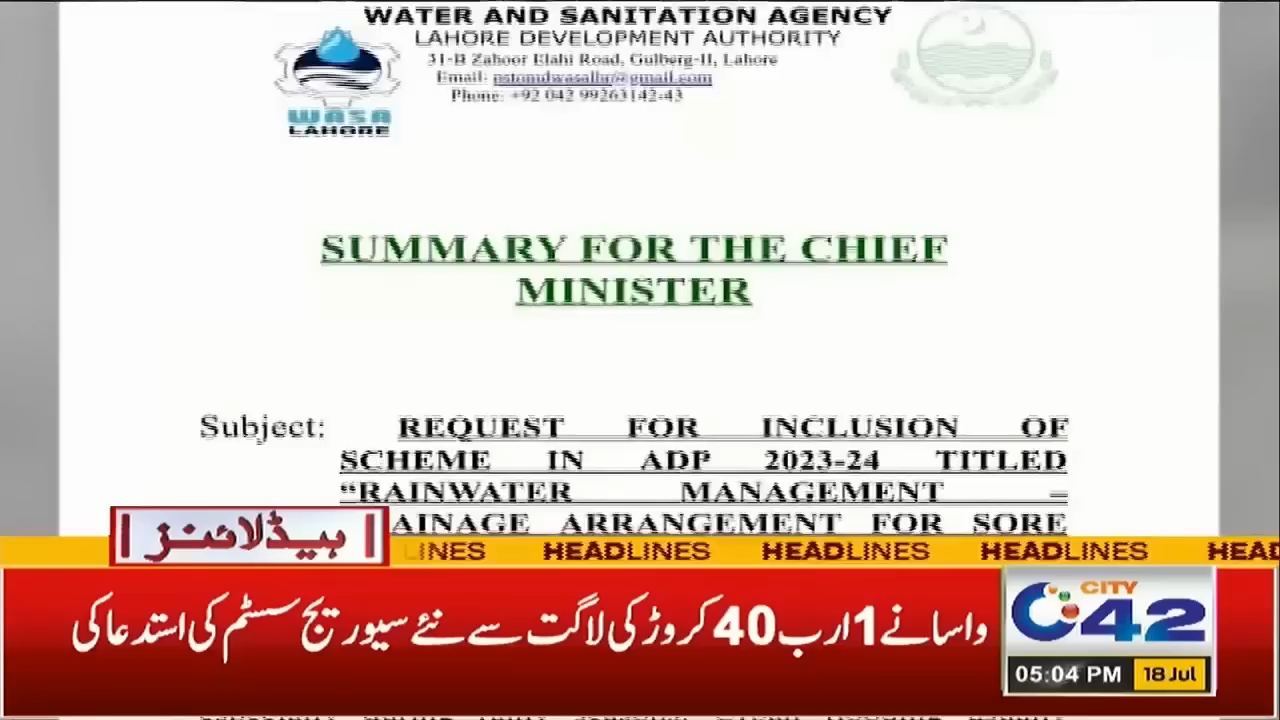 WATER AND SANITATION AGENCY
LAHORE DEVELOPMENT AUTHORITY
31-B Zahoor Elahi Road, Gulberg-II, Lahore
Email:
Phone: +92 042 99263142-43
WASA
LAHORE
SUMMARY FOR THE CHIEF
MINISTER
Subject: REQUEST FOR INCLUSION OF
SCHEME IN ADP 2023-24 TITLED
“RAINWATER MANAGEMENT –
AINAGE ARRANGEMENT FOR SORE
ہیڈلائنز
LINES HEADLINES HEADLINES HEADLINES HEAD
واسا نے 1 ارب 40 کروڑ کی لاگت سے نئے سیوریج سسٹم کی استدعا کی
CITY
42
05:04 PM 18 Jul